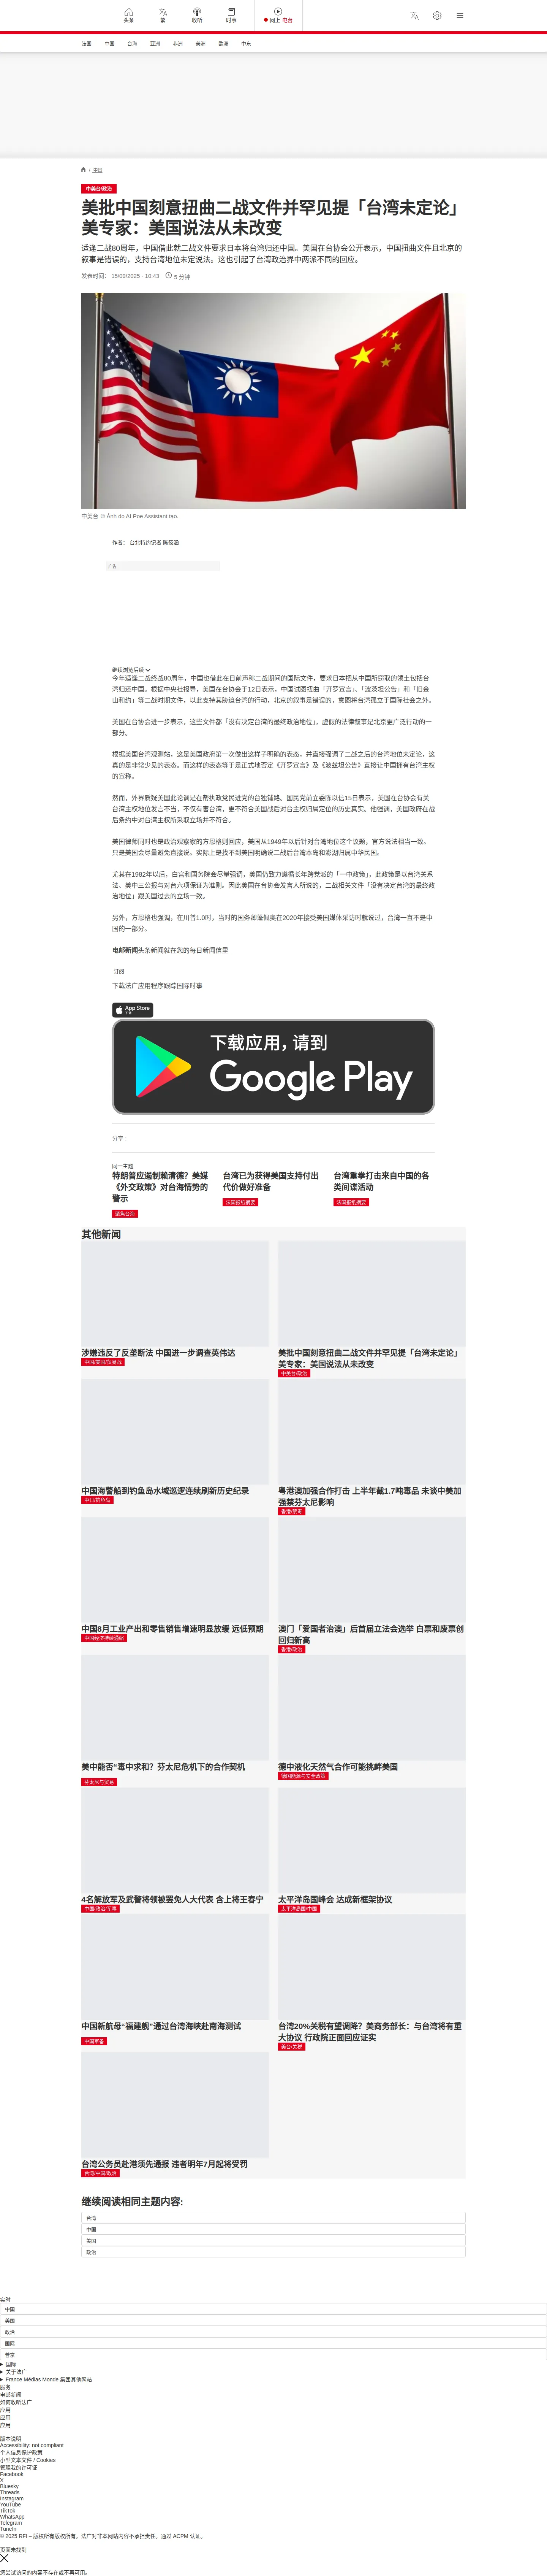 头条
繁
收听
时事
网上 电台
法国
中国
台海
亚洲
非洲
美洲
欧洲
中东
/ 中国
中美台/政治
美批中国刻意扭曲二战文件并罕见提「台湾未定论」
美专家：美国说法从未改变
适逢二战80周年，中国借此就二战文件要求日本将台湾归还中国。美国在台协会公开表示，中国扭曲文件且北京的
叙事是错误的，支持台湾地位未定论说。这也引起了台湾政治界中两派不同的回应。
发表时间： 15/09/2025 - 10:43
5 分钟
中美台 © Ảnh do AI Poe Assistant tạo.
作者： 台北特约记者 陈筱涵
广告
继续浏览后续
今年适逢二战终战80周年，中国也借此在日前声称二战期间的国际文件，要求日本把从中国所窃取的领土包括台
湾归还中国。根据中央社报导，美国在台协会于12日表示，中国试图扭曲「开罗宣言」、「波茨坦公告」和「旧金
山和约」等二战时期文件，以此支持其胁迫台湾的行动，北京的叙事是错误的，意图将台湾孤立于国际社会之外。
美国在台协会进一步表示，这些文件都「没有决定台湾的最终政治地位」，虚假的法律叙事是北京更广泛行动的一
部分。
根据美国台湾观测站，这是美国政府第一次做出这样子明确的表态，并直接强调了二战之后的台湾地位未定论，这
真的是非常少见的表态。而这样的表态等于是正式地否定《开罗宣言》及《波兹坦公告》直接让中国拥有台湾主权
的宣称。
然而，外界质疑美国此论调是在帮执政党民进党的台独铺路。国民党前立委陈以信15日表示，美国在台协会有关
台湾主权地位发言不当，不仅有害台湾，更不符合美国战后对台主权归属定位的历史真实。他强调，美国政府在战
后条约中对台湾主权所采取立场并不符合。
美国律师同时也是政治观察家的方恩格则回应，美国从1949年以后针对台湾地位这个议题，官方说法相当一致。
只是美国会尽量避免直接说。实际上是找不到美国明确说二战后台湾本岛和澎湖归属中华民国。
尤其在1982年以后，白宫和国务院会尽量强调，美国仍致力遵循长年跨党派的「一中政策」，此政策是以台湾关系
法、美中三公报与对台六项保证为准则。因此美国在台协会发言人所说的，二战相关文件「没有决定台湾的最终政
治地位」跟美国过去的立场一致。
另外，方恩格也强调，在川普1.0时，当时的国务卿蓬佩奥在2020年接受美国媒体采访时就说过，台湾一直不是中
国的一部分。
电邮新闻头条新闻就在您的每日新闻信里
订阅
下载法广应用程序跟踪国际时事
App Store
下载
下载应用，请到
Google Play
分享 :
同一主题
特朗普应遏制赖清德？美媒
《外交政策》对台海情势的
警示
聚焦台海
台湾已为获得美国支持付出
代价做好准备
法国报纸摘要
台湾重拳打击来自中国的各
类间谍活动
法国报纸摘要
其他新闻
涉嫌违反了反垄断法 中国进一步调查英伟达
中国/美国/贸易战
美批中国刻意扭曲二战文件并罕见提「台湾未定论」
美专家：美国说法从未改变
中美台/政治
中国海警船到钓鱼岛水域巡逻连续刷新历史纪录
中日/钓鱼岛
粤港澳加强合作打击 上半年截1.7吨毒品 未谈中美加
强禁芬太尼影响
香港/禁毒
中国8月工业产出和零售销售增速明显放缓 远低预期
中国经济持续通缩
澳门「爱国者治澳」后首届立法会选举 白票和废票创
回归新高
香港/政治
美中能否“毒中求和？芬太尼危机下的合作契机
芬太尼与贸易
德中液化天然气合作可能挑衅美国
德国能源与安全政策
4名解放军及武警将领被罢免人大代表 含上将王春宁
中国/政治/军事
太平洋岛国峰会 达成新框架协议
太平洋岛国/中国
中国新航母“福建舰”通过台湾海峡赴南海测试
中国军备
台湾20%关税有望调降？美商务部长：与台湾将有重
大协议 行政院正面回应证实
美台/关税
台湾公务员赴港须先通报 违者明年7月起将受罚
台湾/中国/政治
继续阅读相同主题内容:
台湾
中国
美国
政治
实时
中国
美国
政治
国际
普京
国际
关于法广
France Médias Monde 集团其他网站
服务
电邮新闻
如何收听法广
应用
应用
应用
版本说明
Accessibility: not compliant
个人信息保护政策
小型文本文件 / Cookies
管理我的许可证
Facebook
X
Bluesky
Threads
Instagram
YouTube
TikTok
WhatsApp
Telegram
TuneIn
© 2025 RFI – 版权所有版权所有。法广对非本网站内容不承担责任。通过 ACPM 认证。
页面未找到
您尝试访问的内容不存在或不再可用。